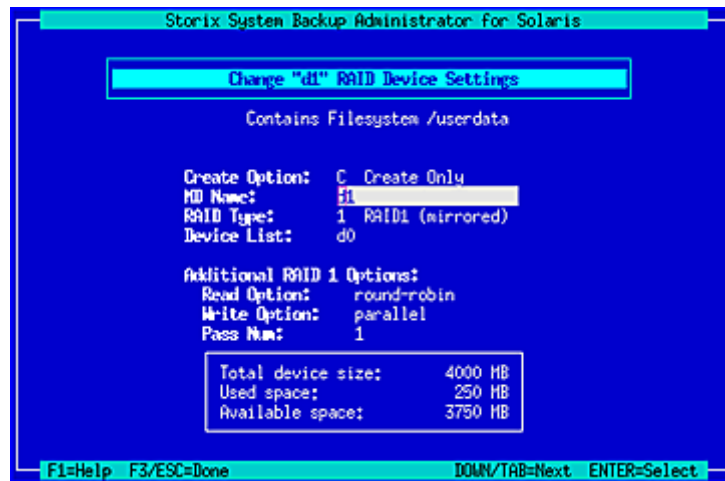 Storix System Backup Administrator for Solaris
Change "d1" RAID Device Settings
Contains Filesystem /userdata
Create Option: C Create Only
MD Name: d1
RAID Type: 1 RAID1 (mirrored)
Device List: d0
Additional RAID 1 Options:
Read Option: round-robin
Write Option: parallel
Pass Num: 1
Total device size: 4000 MB
Used space: 250 MB
Available space: 3750 MB
F1=Help F3/ESC=Done DOWN/TAB=Next ENTER=Select